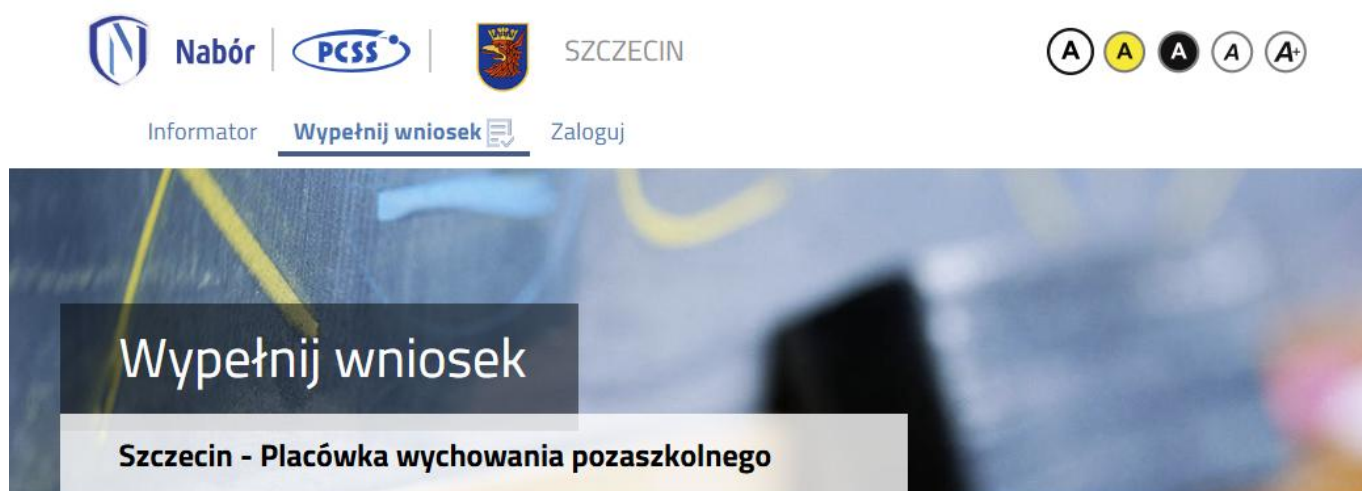 Nabór PCSS SZCZECIN A A A A A+
Informator Wypełnij wniosek Zaloguj
Wypełnij wniosek
Szczecin - Placówka wychowania pozaszkolnego